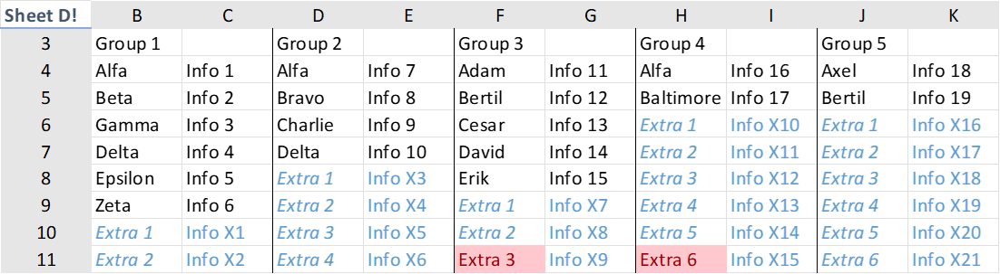 Sheet D! B C D E F G H I J K
3 Group 1 Group 2 Group 3 Group 4 Group 5
4 Alfa Info 1 Alfa Info 7 Adam Info 11 Alfa Info 16 Axel Info 18
5 Beta Info 2 Bravo Info 8 Bertil Info 12 Baltimore Info 17 Bertil Info 19
6 Gamma Info 3 Charlie Info 9 Cesar Info 13 Extra 1 Info X10 Extra 1 Info X16
7 Delta Info 4 Delta Info 10 David Info 14 Extra 2 Info X11 Extra 2 Info X17
8 Epsilon Info 5 Extra 1 Info X3 Erik Info 15 Extra 3 Info X12 Extra 3 Info X18
9 Zeta Info 6 Extra 2 Info X4 Extra 1 Info X7 Extra 4 Info X13 Extra 4 Info X19
10 Extra 1 Info X1 Extra 3 Info X5 Extra 2 Info X8 Extra 5 Info X14 Extra 5 Info X20
11 Extra 2 Info X2 Extra 4 Info X6 Extra 3 Info X9 Extra 6 Info X15 Extra 6 Info X21